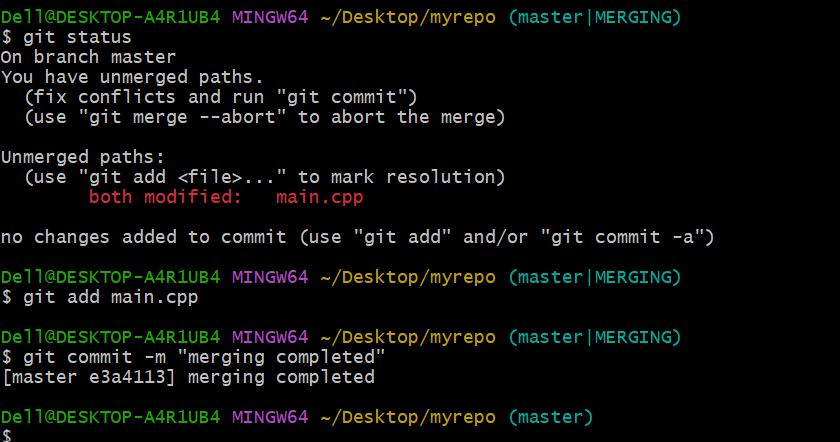 Dell@DESKTOP-A4R1UB4 MINGW64 ~/Desktop/myrepo (master|MERGING)
$ git status
On branch master
You have unmerged paths.
  (fix conflicts and run "git commit")
  (use "git merge --abort" to abort the merge)

Unmerged paths:
  (use "git add <file>..." to mark resolution)
        both modified:   main.cpp

no changes added to commit (use "git add" and/or "git commit -a")

Dell@DESKTOP-A4R1UB4 MINGW64 ~/Desktop/myrepo (master|MERGING)
$ git add main.cpp

Dell@DESKTOP-A4R1UB4 MINGW64 ~/Desktop/myrepo (master|MERGING)
$ git commit -m "merging completed"
[master e3a4113] merging completed

Dell@DESKTOP-A4R1UB4 MINGW64 ~/Desktop/myrepo (master)
$